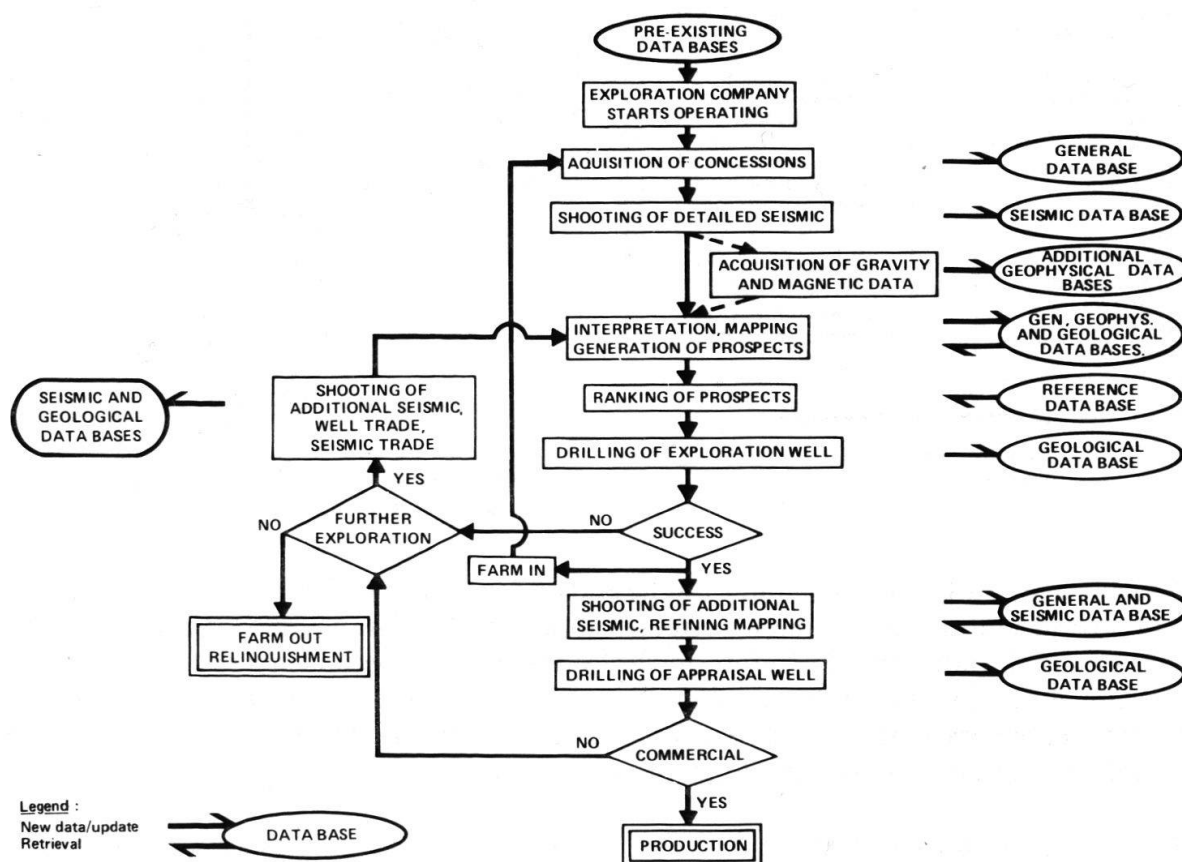 PRE-EXISTING
DATA BASES
EXPLORATION COMPANY
STARTS OPERATING
AQUISITION OF CONCESSIONS
GENERAL
DATA BASE
SHOOTING OF DETAILED SEISMIC
SEISMIC DATA BASE
ACQUISITION OF GRAVITY
AND MAGNETIC DATA
ADDITIONAL
GEOPHYSICAL DATA
BASES
INTERPRETATION, MAPPING
GENERATION OF PROSPECTS
GEN, GEOPHYS.
AND GEOLOGICAL
DATA BASES.
SEISMIC AND
GEOLOGICAL
DATA BASES
SHOOTING OF
ADDITIONAL SEISMIC,
WELL TRADE,
SEISMIC TRADE
RANKING OF PROSPECTS
REFERENCE
DATA BASE
DRILLING OF EXPLORATION WELL
GEOLOGICAL
DATA BASE
YES
NO
FURTHER
EXPLORATION
NO
SUCCESS
YES
FARM IN
FARM OUT
RELINQUISHMENT
SHOOTING OF ADDITIONAL
SEISMIC, REFINING MAPPING
GENERAL AND
SEISMIC DATA BASE
DRILLING OF APPRAISAL WELL
GEOLOGICAL
DATA BASE
NO
COMMERCIAL
YES
PRODUCTION
Legend :
New data/update
Retrieval
DATA BASE